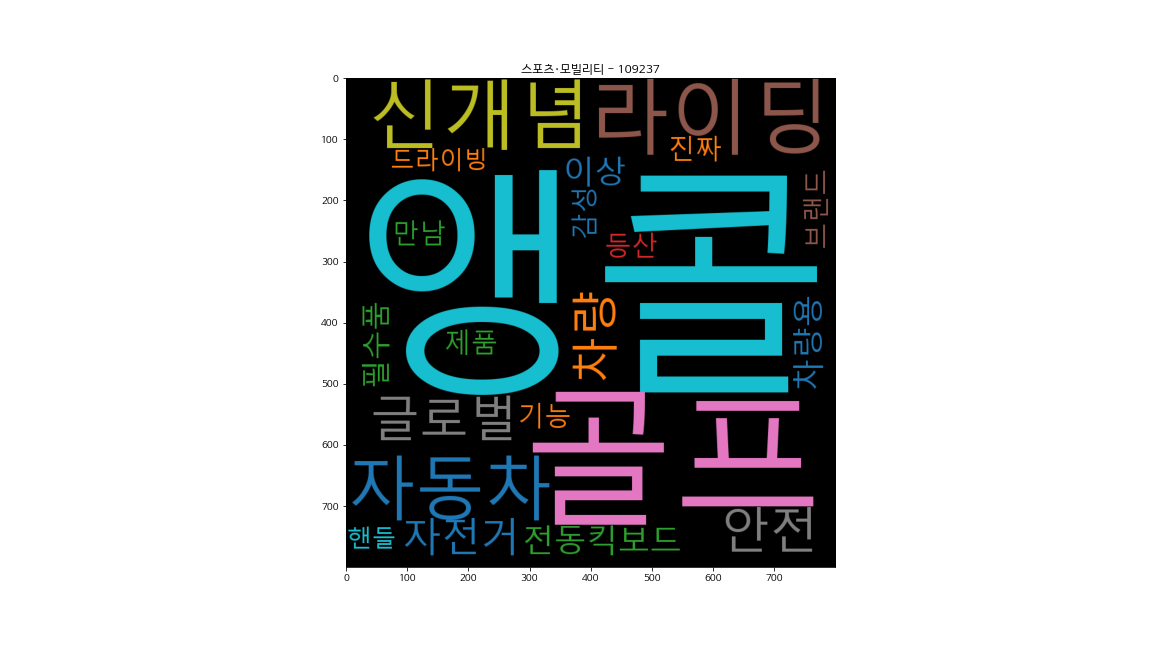 스포츠·모빌리티 - 109237
0
100
200
300
400
500
600
700
신개념
라이딩
드라이빙
진짜
이상
앵콜
감성
브랜드
만남
등산
필수품
제품
차량
차량용
글로벌
기능
골프
자동차
안전
핸들
자전거
전동킥보드
0 100 200 300 400 500 600 700